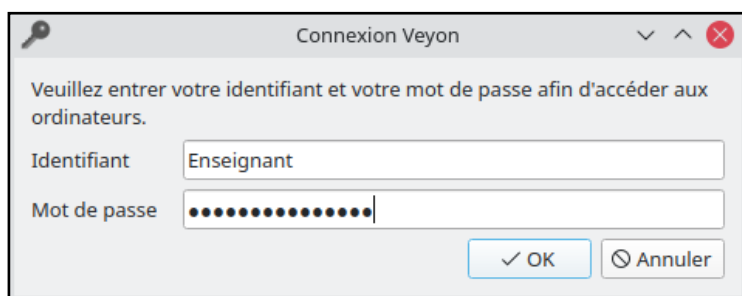 Connexion Veyon
Veuillez entrer votre identifiant et votre mot de passe afin d'accéder aux
ordinateurs.
Identifiant Enseignant
Mot de passe ●●●●●●●●●●●●●●●
OK Annuler